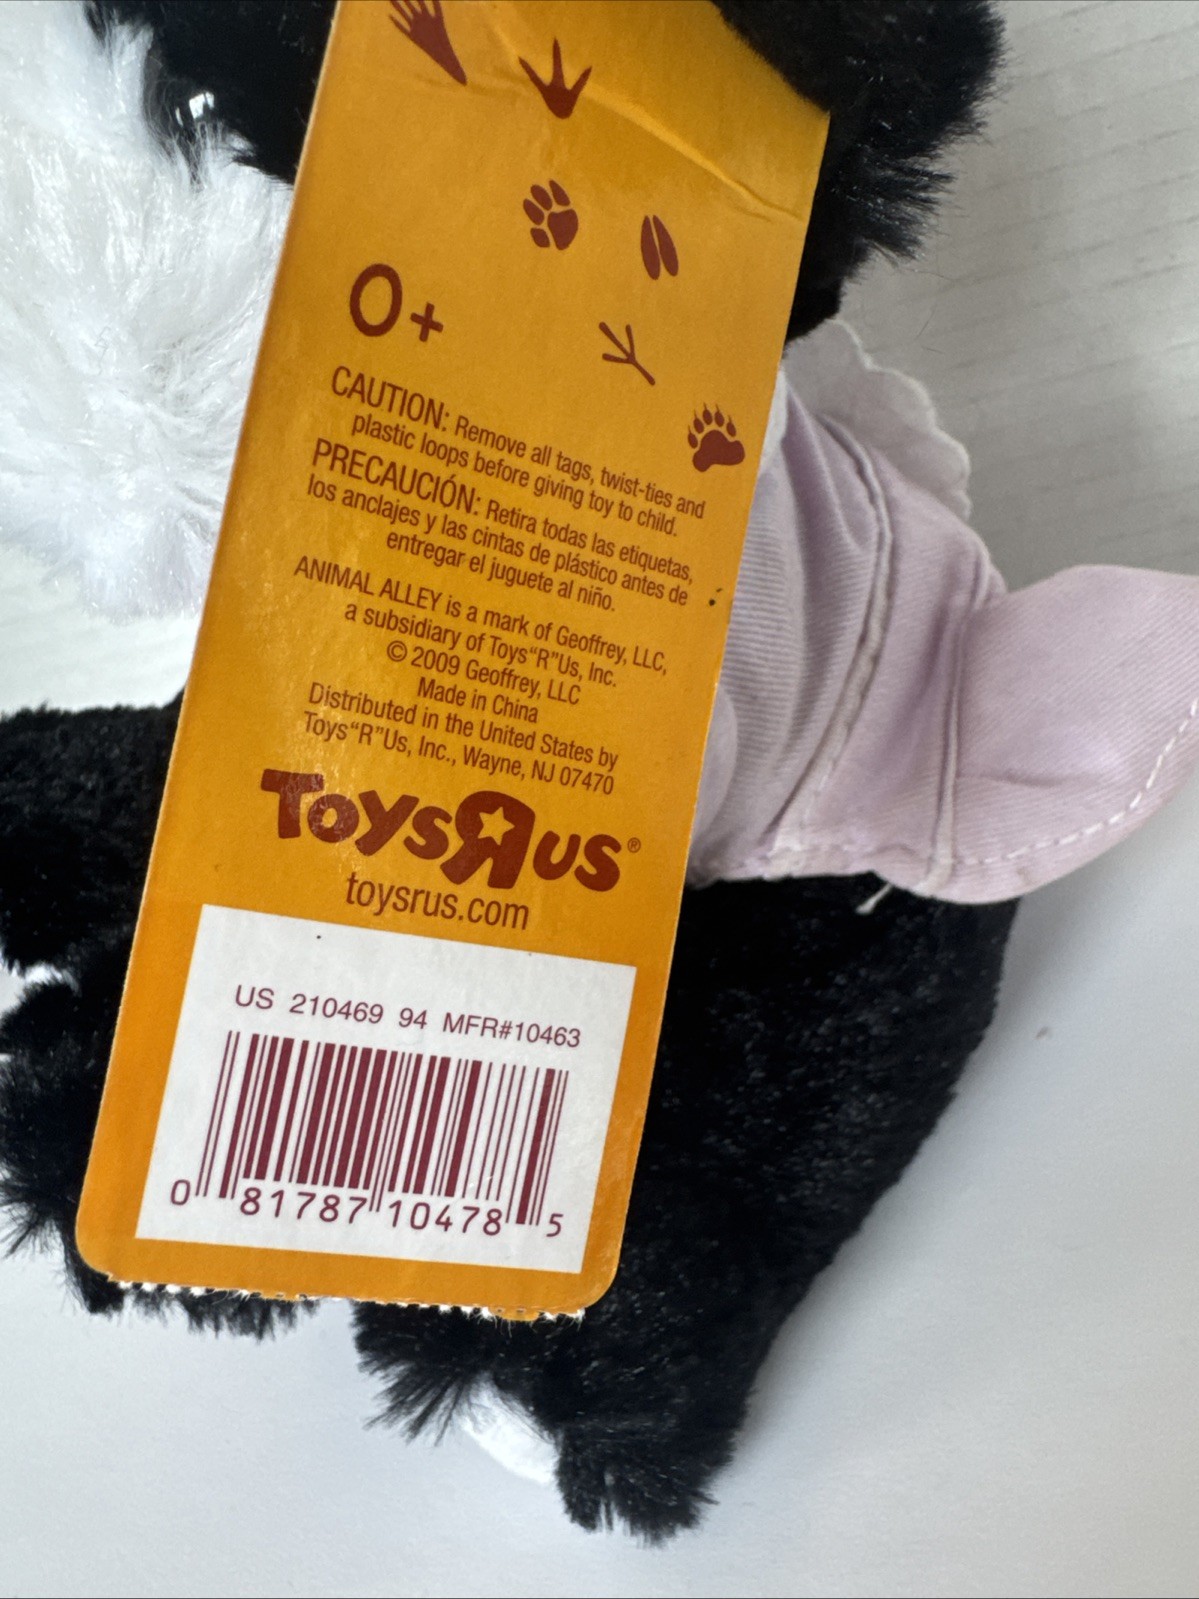 0+
CAUTION: Remove all tags, twist-ties and
plastic loops before giving toy to child.
PRECAUCIÓN: Retira todas las etiquetas,
los anclajes y las cintas de plástico antes de
entregar el juguete al niño.
ANIMAL ALLEY is a mark of Geoffrey, LLC,
a subsidiary of Toys“R”Us, Inc.
© 2009 Geoffrey, LLC
Made in China
Distributed in the United States by
Toys“R”Us, Inc., Wayne, NJ 07470
ToysRus®
toysrus.com
US 210469 94 MFR#10463
0 81787 10478 5